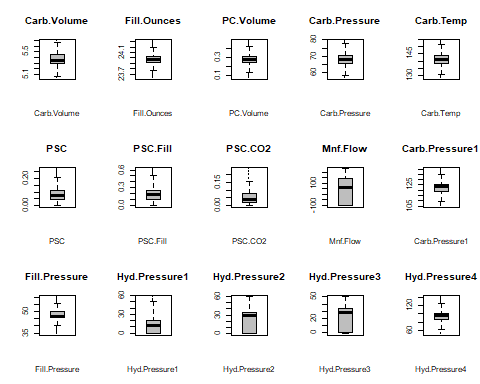 Carb.Volume Fill.Ounces PC.Volume Carb.Pressure Carb.Temp
5.1 5.5 23.7 24.1 0.1 0.3 60 70 80 130 145
Carb.Volume Fill.Ounces PC.Volume Carb.Pressure Carb.Temp
PSC PSC.Fill PSC.CO2 Mnf.Flow Carb.Pressure1
0.00 0.20 0.0 0.3 0.6 0.00 0.15 -100 100 105 125
PSC PSC.Fill PSC.CO2 Mnf.Flow Carb.Pressure1
Fill.Pressure Hyd.Pressure1 Hyd.Pressure2 Hyd.Pressure3 Hyd.Pressure4
35 50 0 30 60 0 30 60 0 20 50 60 120
Fill.Pressure Hyd.Pressure1 Hyd.Pressure2 Hyd.Pressure3 Hyd.Pressure4